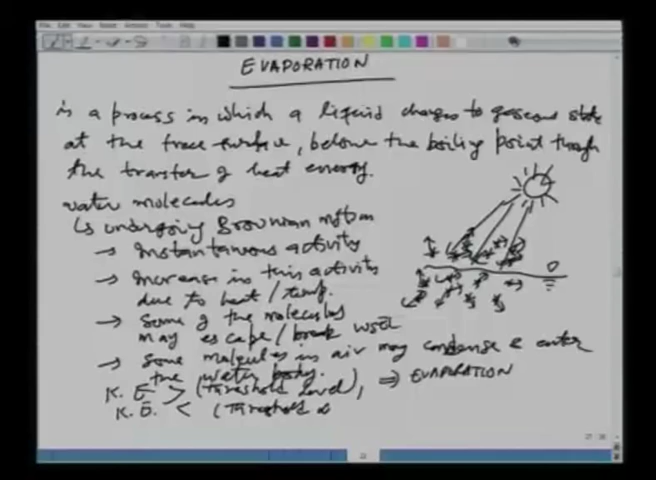 EVAPORATION
is a process in which a liquid changes to gaseous state
at the free surface, below the boiling point through
the transfer of heat energy.
water molecules
is undergoing Brownian motion
→ Instantaneous activity
→ Increase in this activity
due to heat/temp.
→ Some of the molecules
may escape/break
→ Some molecules in air may condense & enter
the water body.
K.E > (Threshold Level), ⇒ EVAPORATION
K.E. < (Threshold